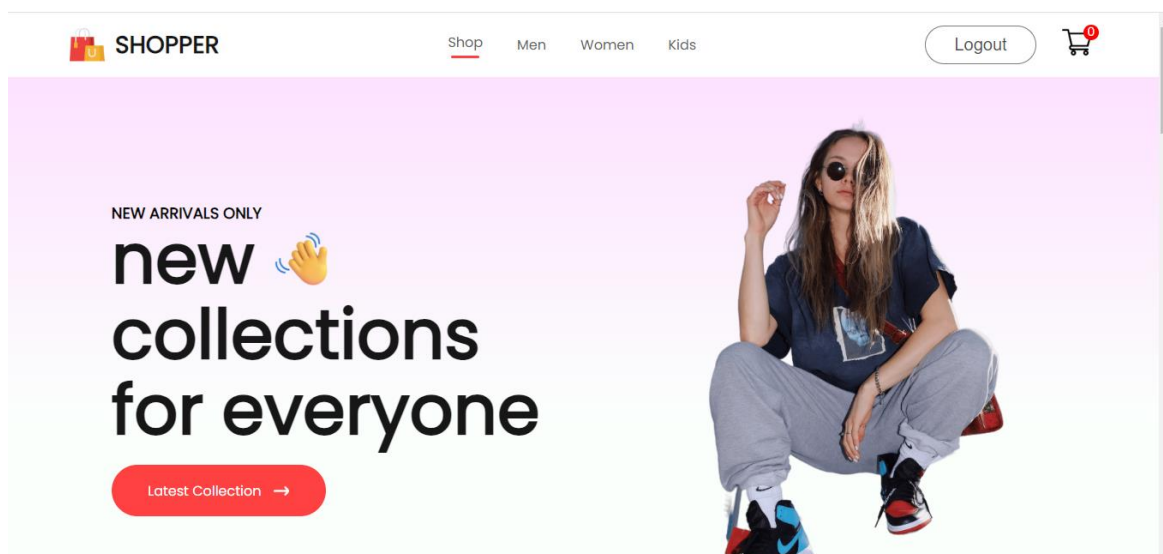 SHOPPER
Shop Men Women Kids
Logout
0
NEW ARRIVALS ONLY
new 👋
collections
for everyone
Latest Collection →